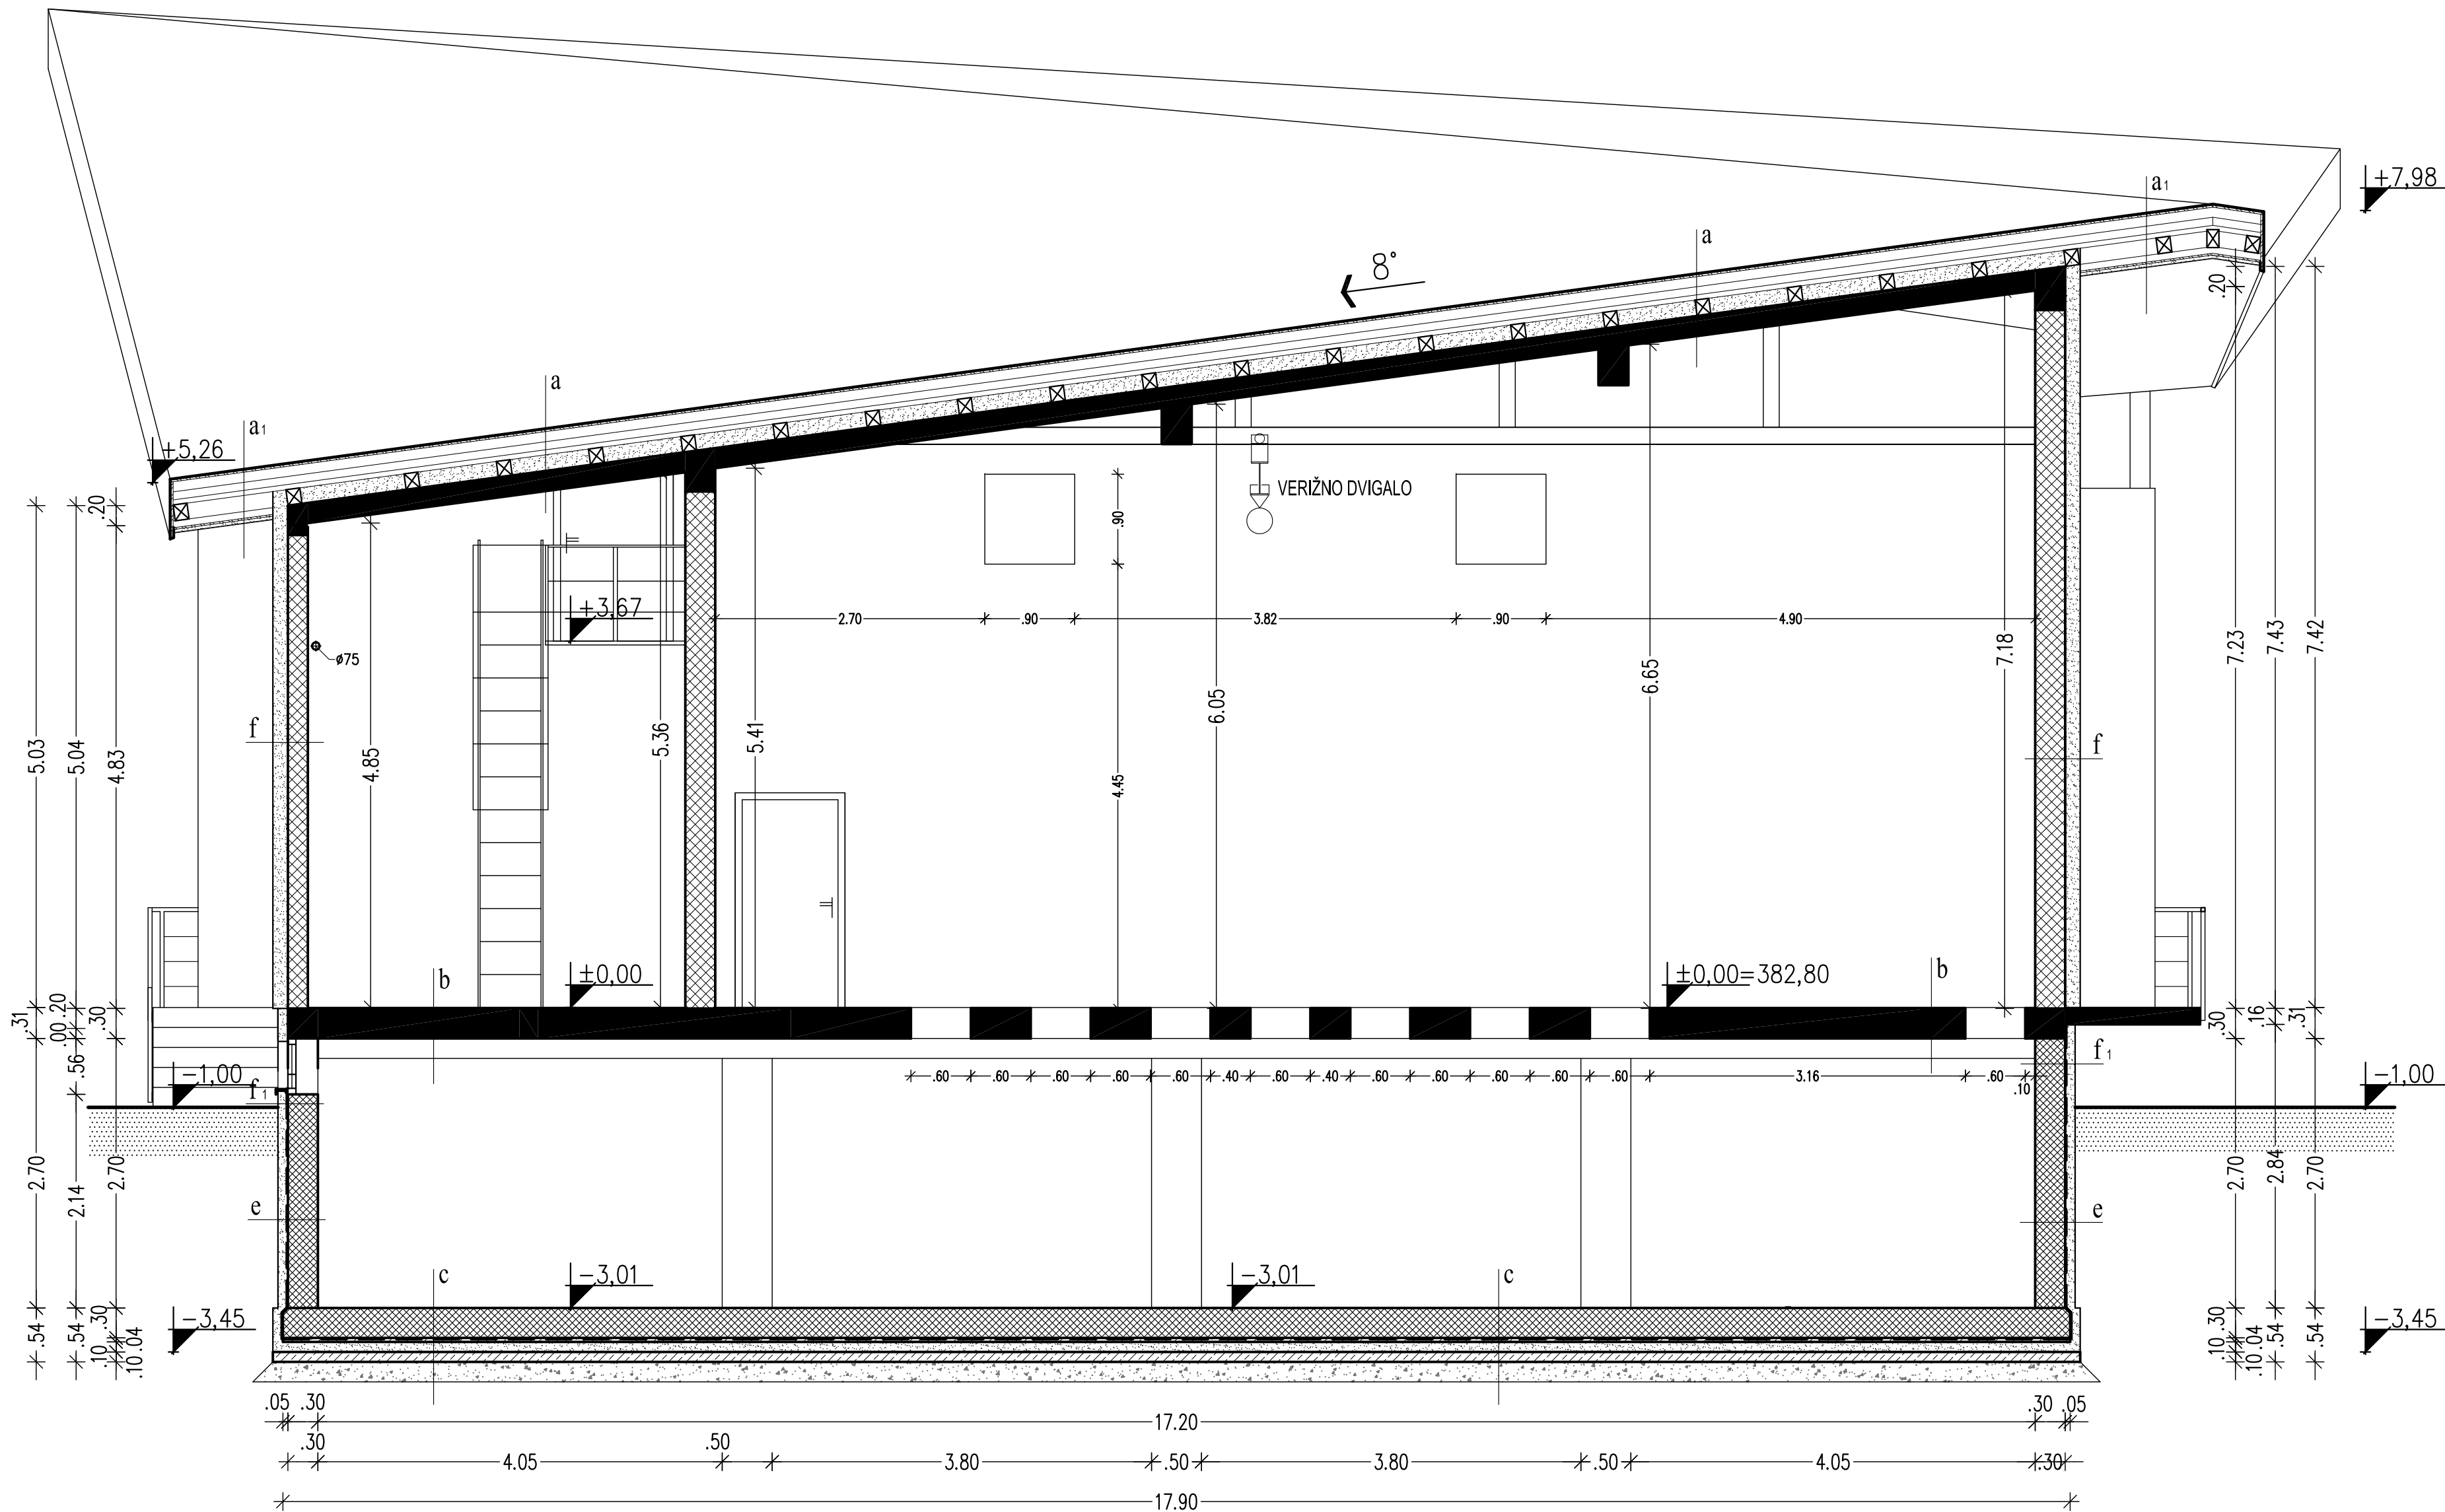 +7,98
a1
a
8°
a
a1
+5,26
VERIŽNO DVIGALO
.20
.20
.90
+3,67
2.70 .90 3.82 .90 4.90
ø75
5.03
5.04
4.83
4.85
5.36
5.41
6.05
4.45
6.65
7.18
7.23
7.43
7.42
f
f
b
±0,00
±0,00=382,80
b
.31
.00 .20
.30
.56
.30
.16
.31
f1
−1,00
f1
.60 .60 .60 .60 .60 .40 .60 .40 .60 .60 .60 .60 .60 3.16 .60
.10
−1,00
2.70
2.14
2.70
2.70
2.84
2.70
e
e
c
−3,01
−3,01
c
−3,45
−3,45
.54
.54
.10 .30
.10 .04
.10 .30
.10 .04
.54
.54
.05 .30 17.20 .30 .05
.30 4.05 .50 3.80 .50 3.80 .50 4.05 .30
17.90